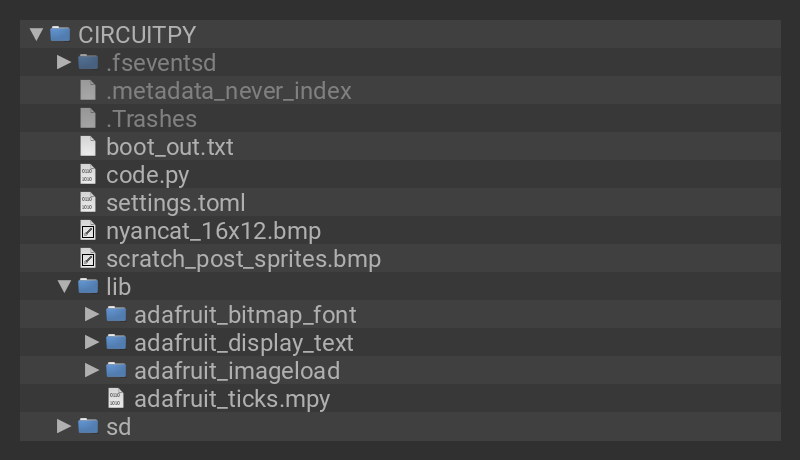 CIRCUITPY
.fseventsd
.metadata_never_index
.Trashes
boot_out.txt
code.py
settings.toml
nyancat_16x12.bmp
scratch_post_sprites.bmp
lib
adafruit_bitmap_font
adafruit_display_text
adafruit_imageload
adafruit_ticks.mpy
sd